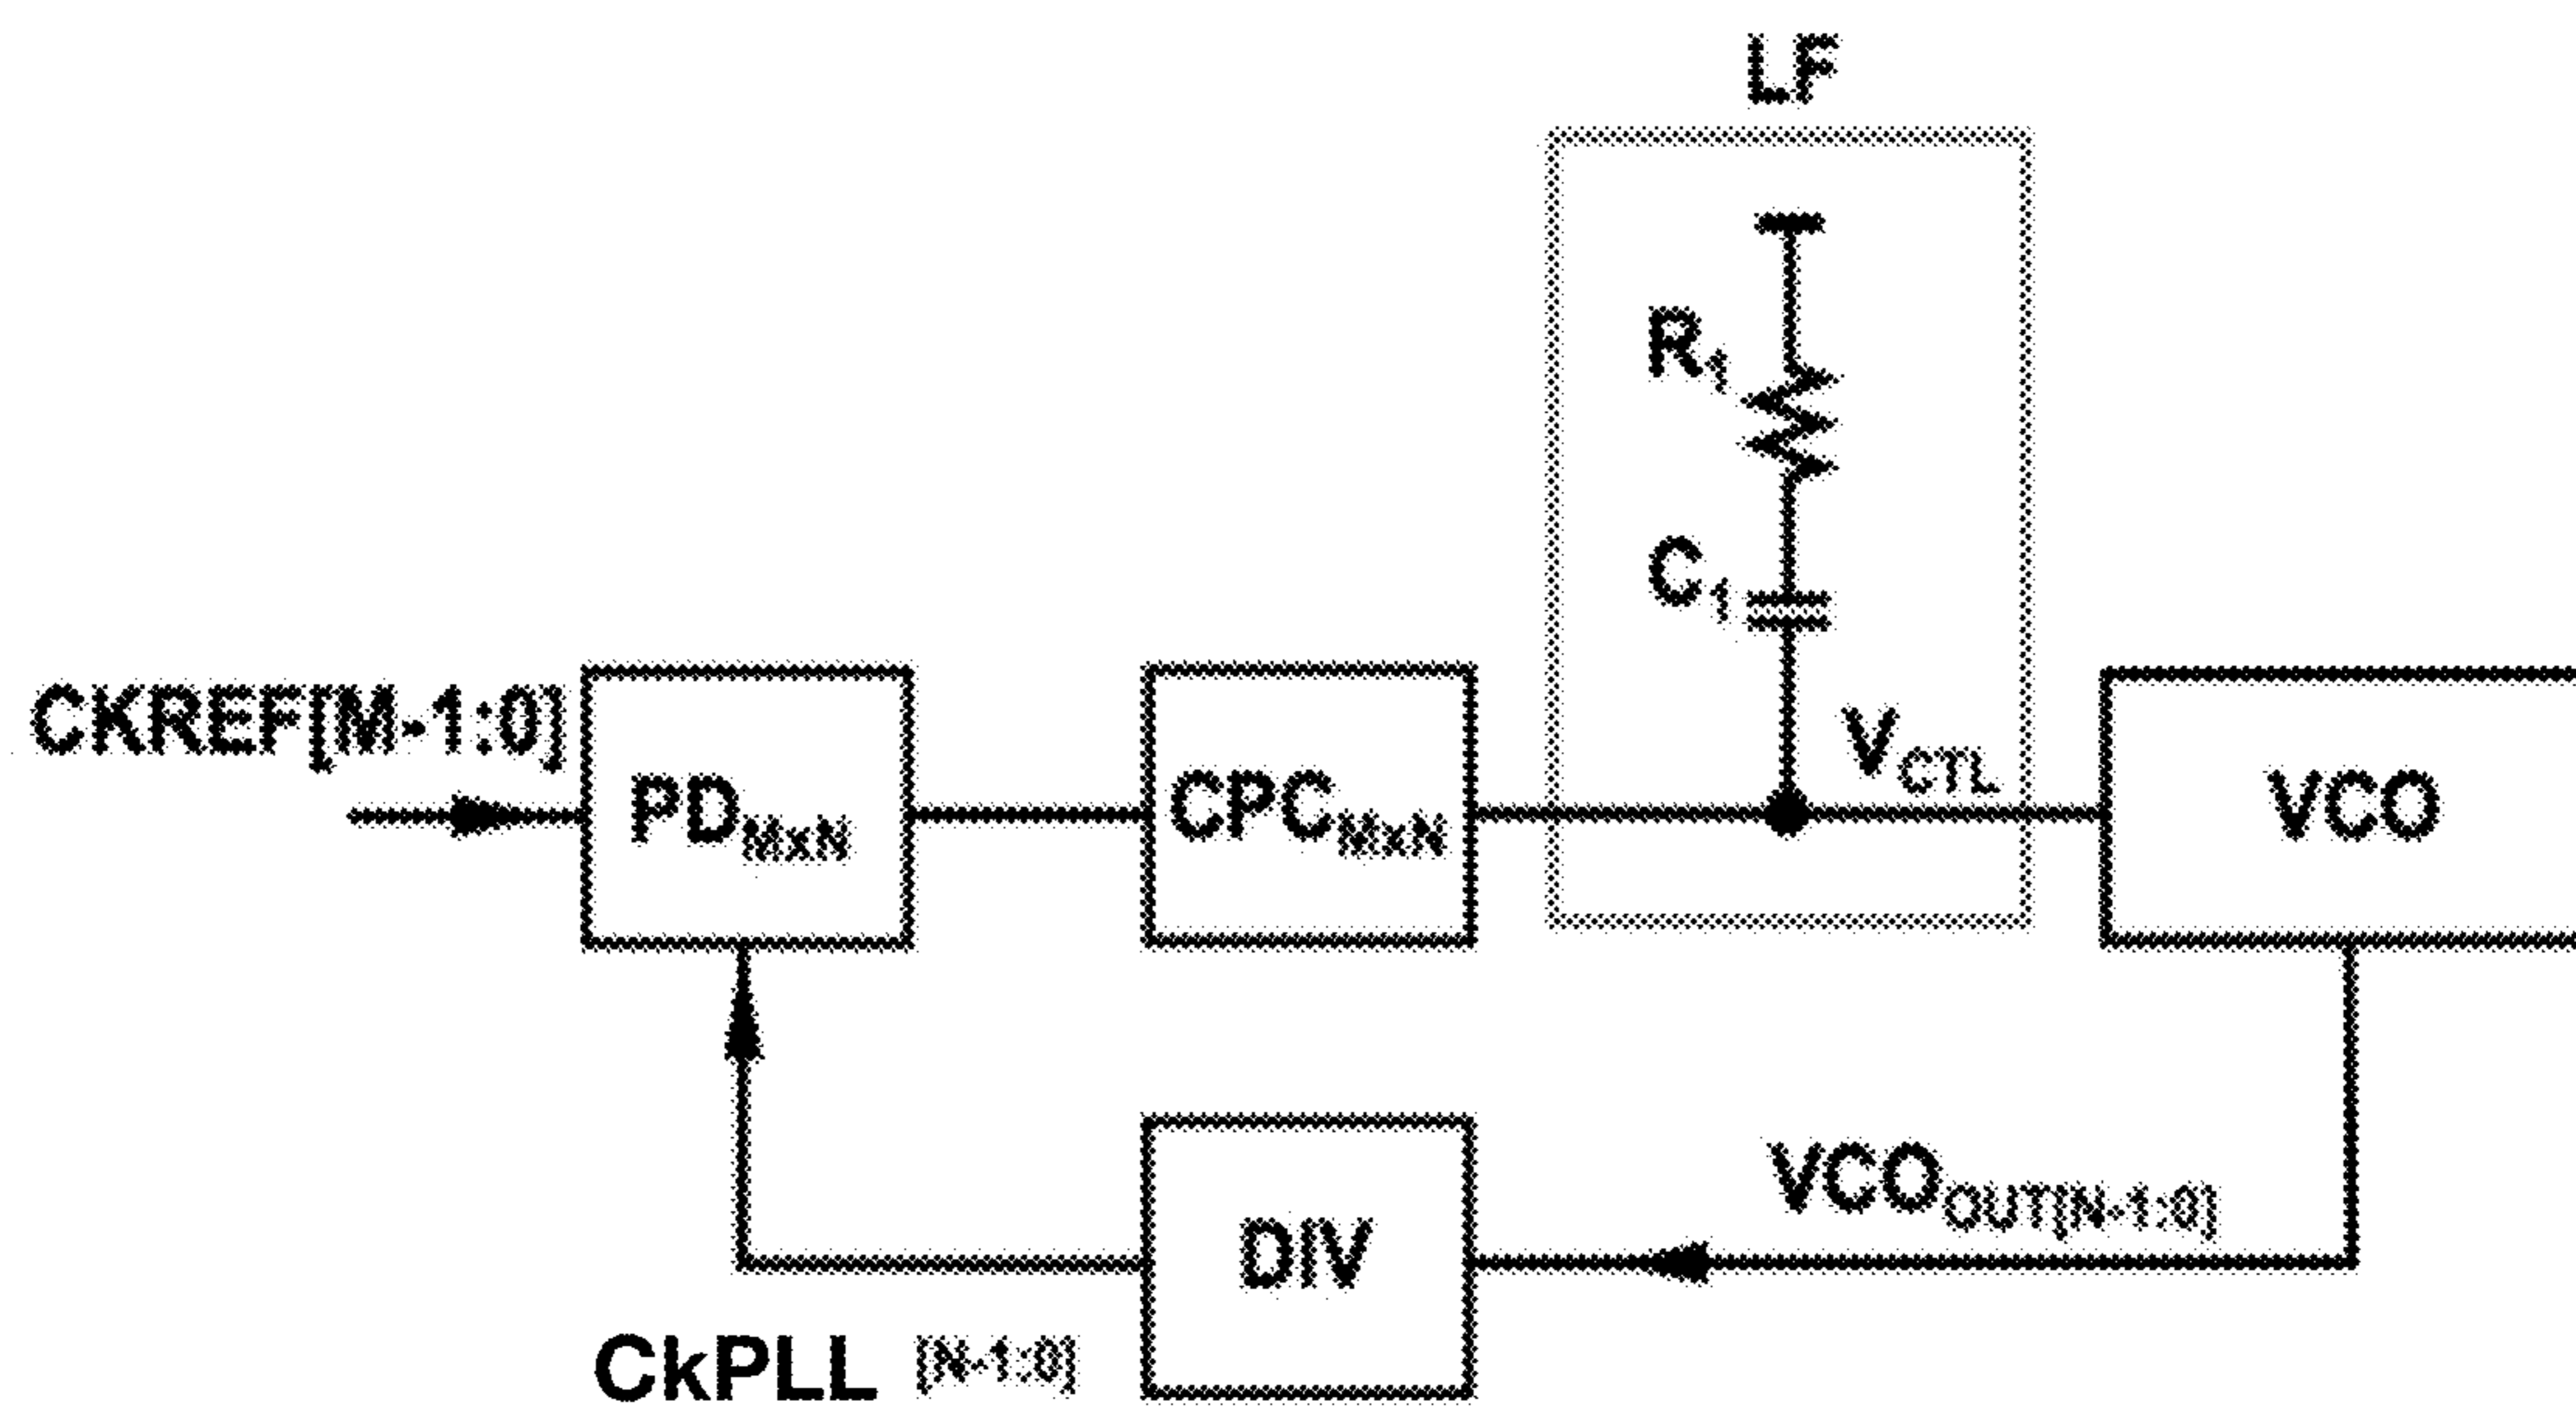 LF
R1
C1
CKREF[M-1:0]
PDMxN
CPCMxN
VCTL
VCO
DIV
VCOOUT[N-1:0]
CkPLL [N-1:0]